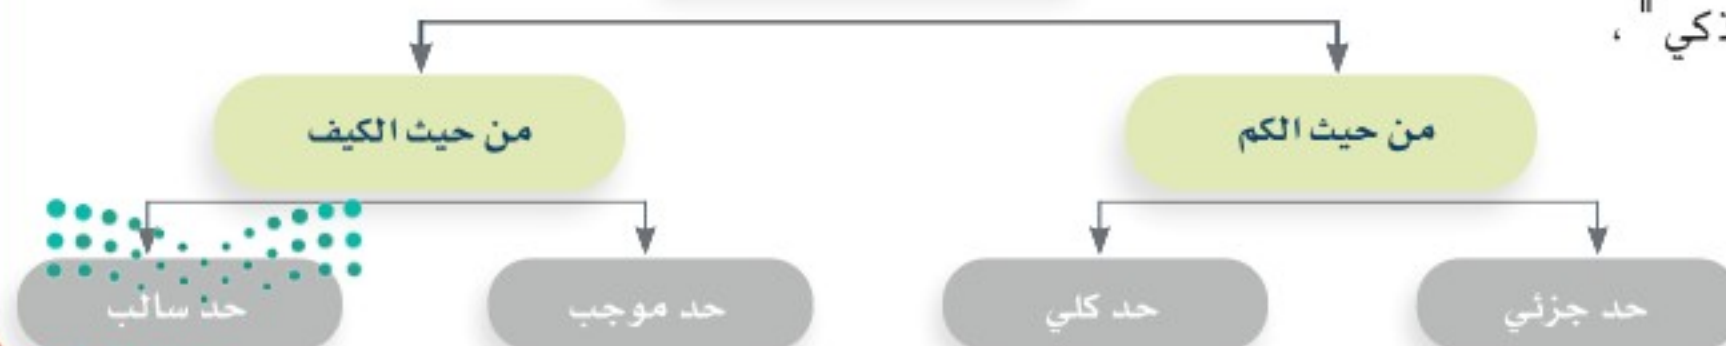 من حيث الكم
من حيث الكيف
حد جزئي
حد كلي
حد موجب
حد سالب